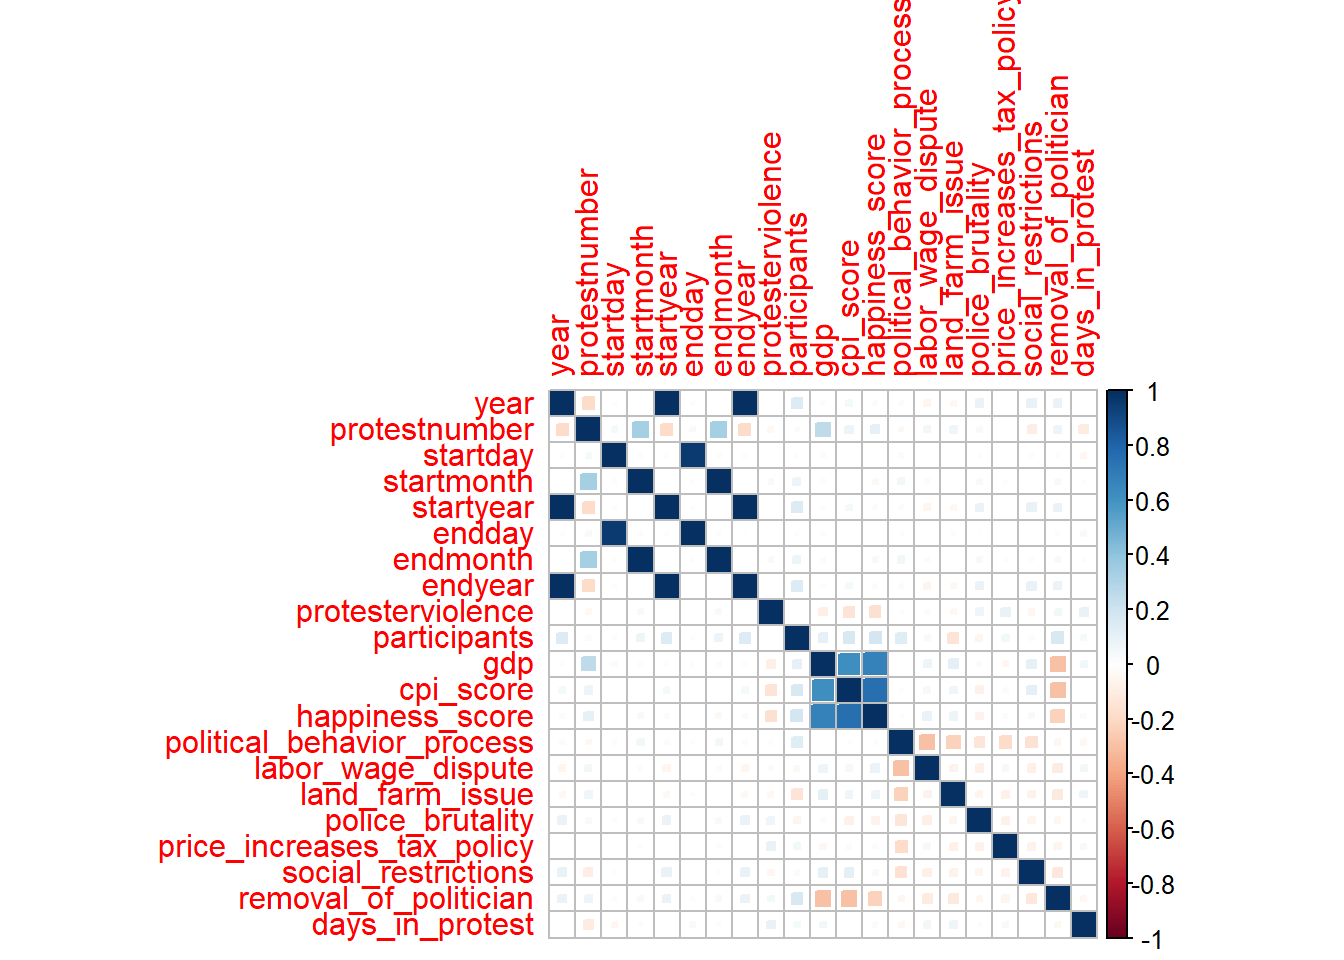 year
protestnumber
startday
startmonth
startyear
endday
endmonth
endyear
protesterviolence
participants
gdp
cpi_score
happiness_score
political_behavior_process
labor_wage_dispute
land_farm_issue
police_brutality
price_increases_tax_policy
social_restrictions
removal_of_politician
days_in_protest
year
protestnumber
startday
startmonth
startyear
endday
endmonth
endyear
protesterviolence
participants
gdp
cpi_score
happiness_score
political_behavior_process
labor_wage_dispute
land_farm_issue
police_brutality
price_increases_tax_policy
social_restrictions
removal_of_politician
days_in_protest
1
0.8
0.6
0.4
0.2
0
-0.2
-0.4
-0.6
-0.8
-1